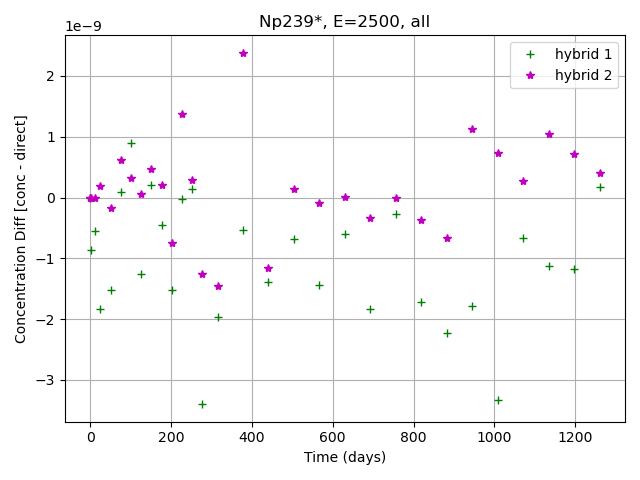 Np239*, E=2500, all
1e−9
hybrid 1
hybrid 2
Concentration Diff [conc - direct]
2
1
0
−1
−2
−3
0 200 400 600 800 1000 1200
Time (days)